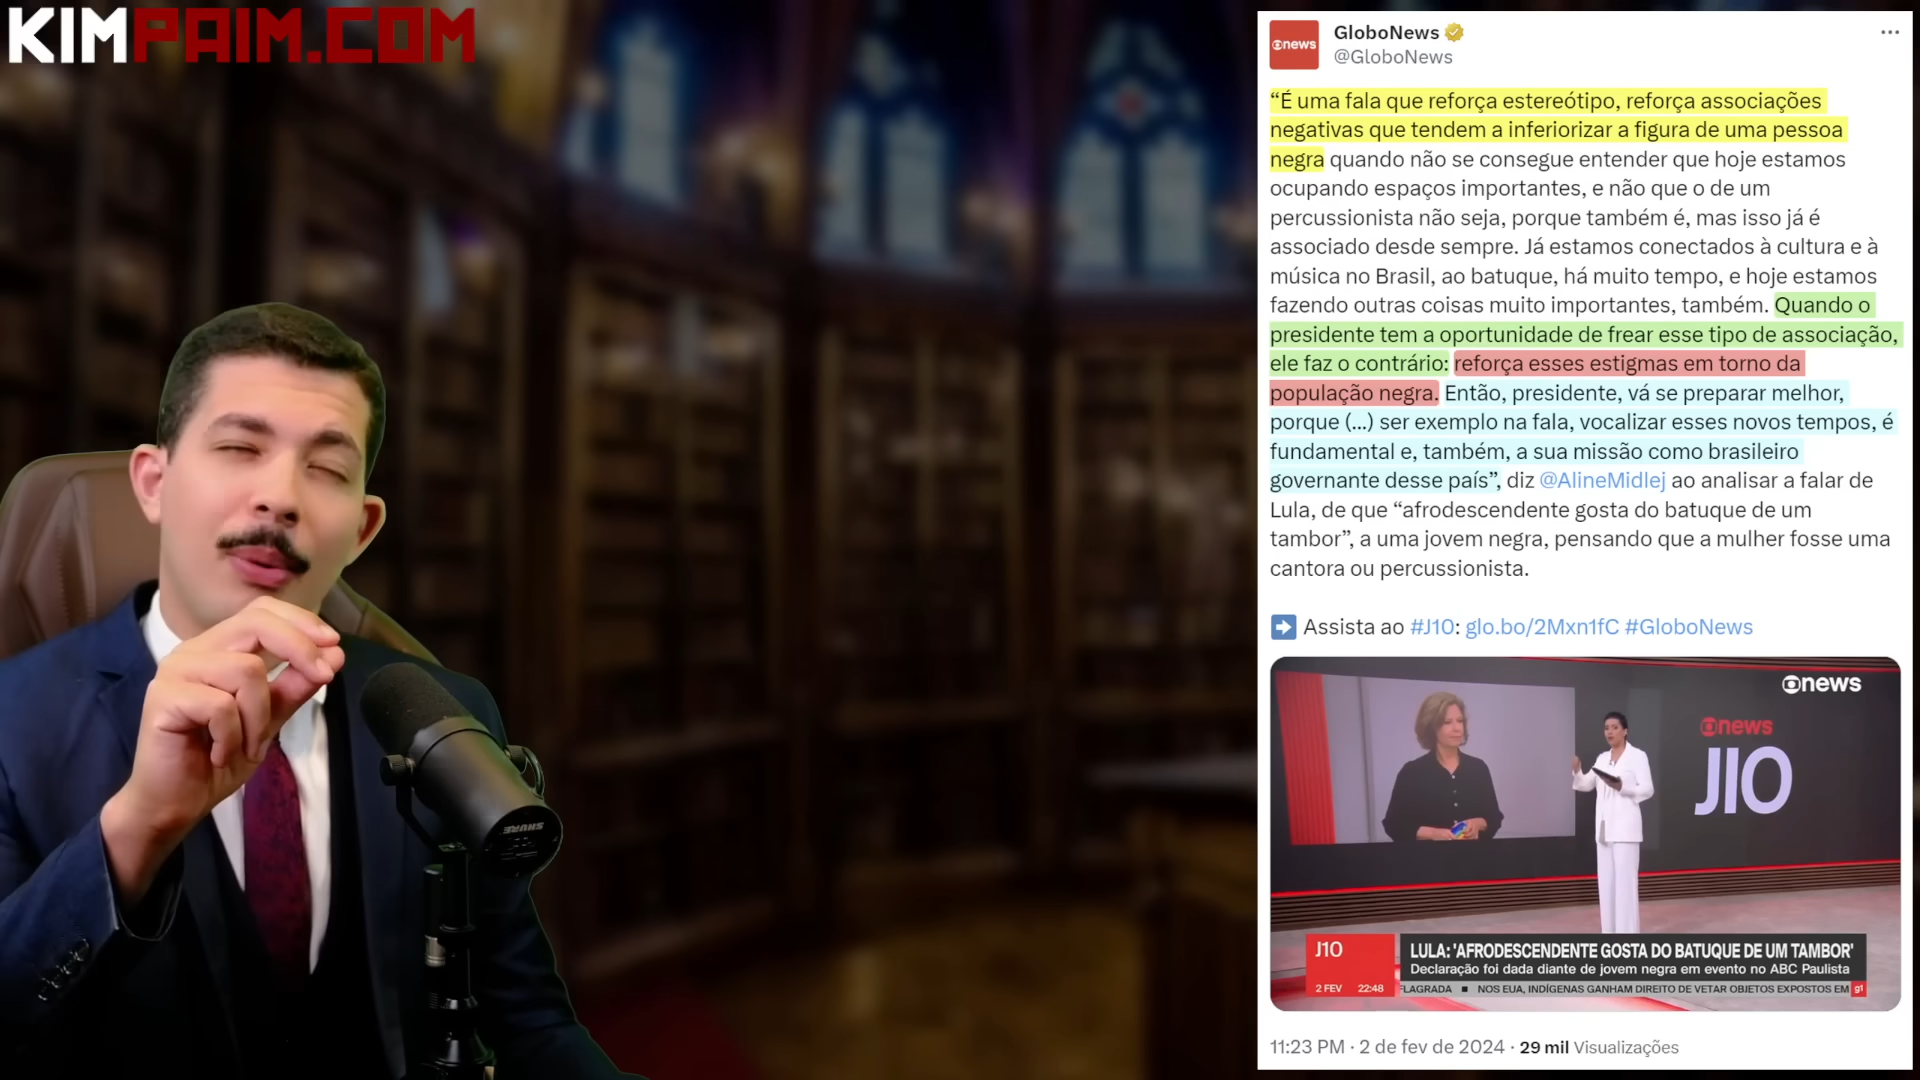 KIMPAIM.COM
GloboNews
@GloboNews
news
“É uma fala que reforça estereótipo, reforça associações
negativas que tendem a inferiorizar a figura de uma pessoa
negra quando não se consegue entender que hoje estamos
ocupando espaços importantes, e não que o de um
percussionista não seja, porque também é, mas isso já é
associado desde sempre. Já estamos conectados à cultura e à
música no Brasil, ao batuque, há muito tempo, e hoje estamos
fazendo outras coisas muito importantes, também. Quando o
presidente tem a oportunidade de frear esse tipo de associação,
ele faz o contrário: reforça esses estigmas em torno da
população negra. Então, presidente, vá se preparar melhor,
porque (...) ser exemplo na fala, vocalizar esses novos tempos, é
fundamental e, também, a sua missão como brasileiro
governante desse país”, diz @AlineMidlej ao analisar a falar de
Lula, de que “afrodescendente gosta do batuque de um
tambor”, a uma jovem negra, pensando que a mulher fosse uma
cantora ou percussionista.
Assista ao #J10: glo.bo/2Mxn1fC #GloboNews
news
news
J10
J10
LULA: 'AFRODESCENDENTE GOSTA DO BATUQUE DE UM TAMBOR'
Declaração foi dada diante de jovem negra em evento no ABC Paulista
2 FEV 22:48 FLAGRADA ■ NOS EUA, INDÍGENAS GANHAM DIREITO DE VETAR OBJETOS EXPOSTOS EM g1
11:23 PM · 2 de fev de 2024 · 29 mil Visualizações
SHURE